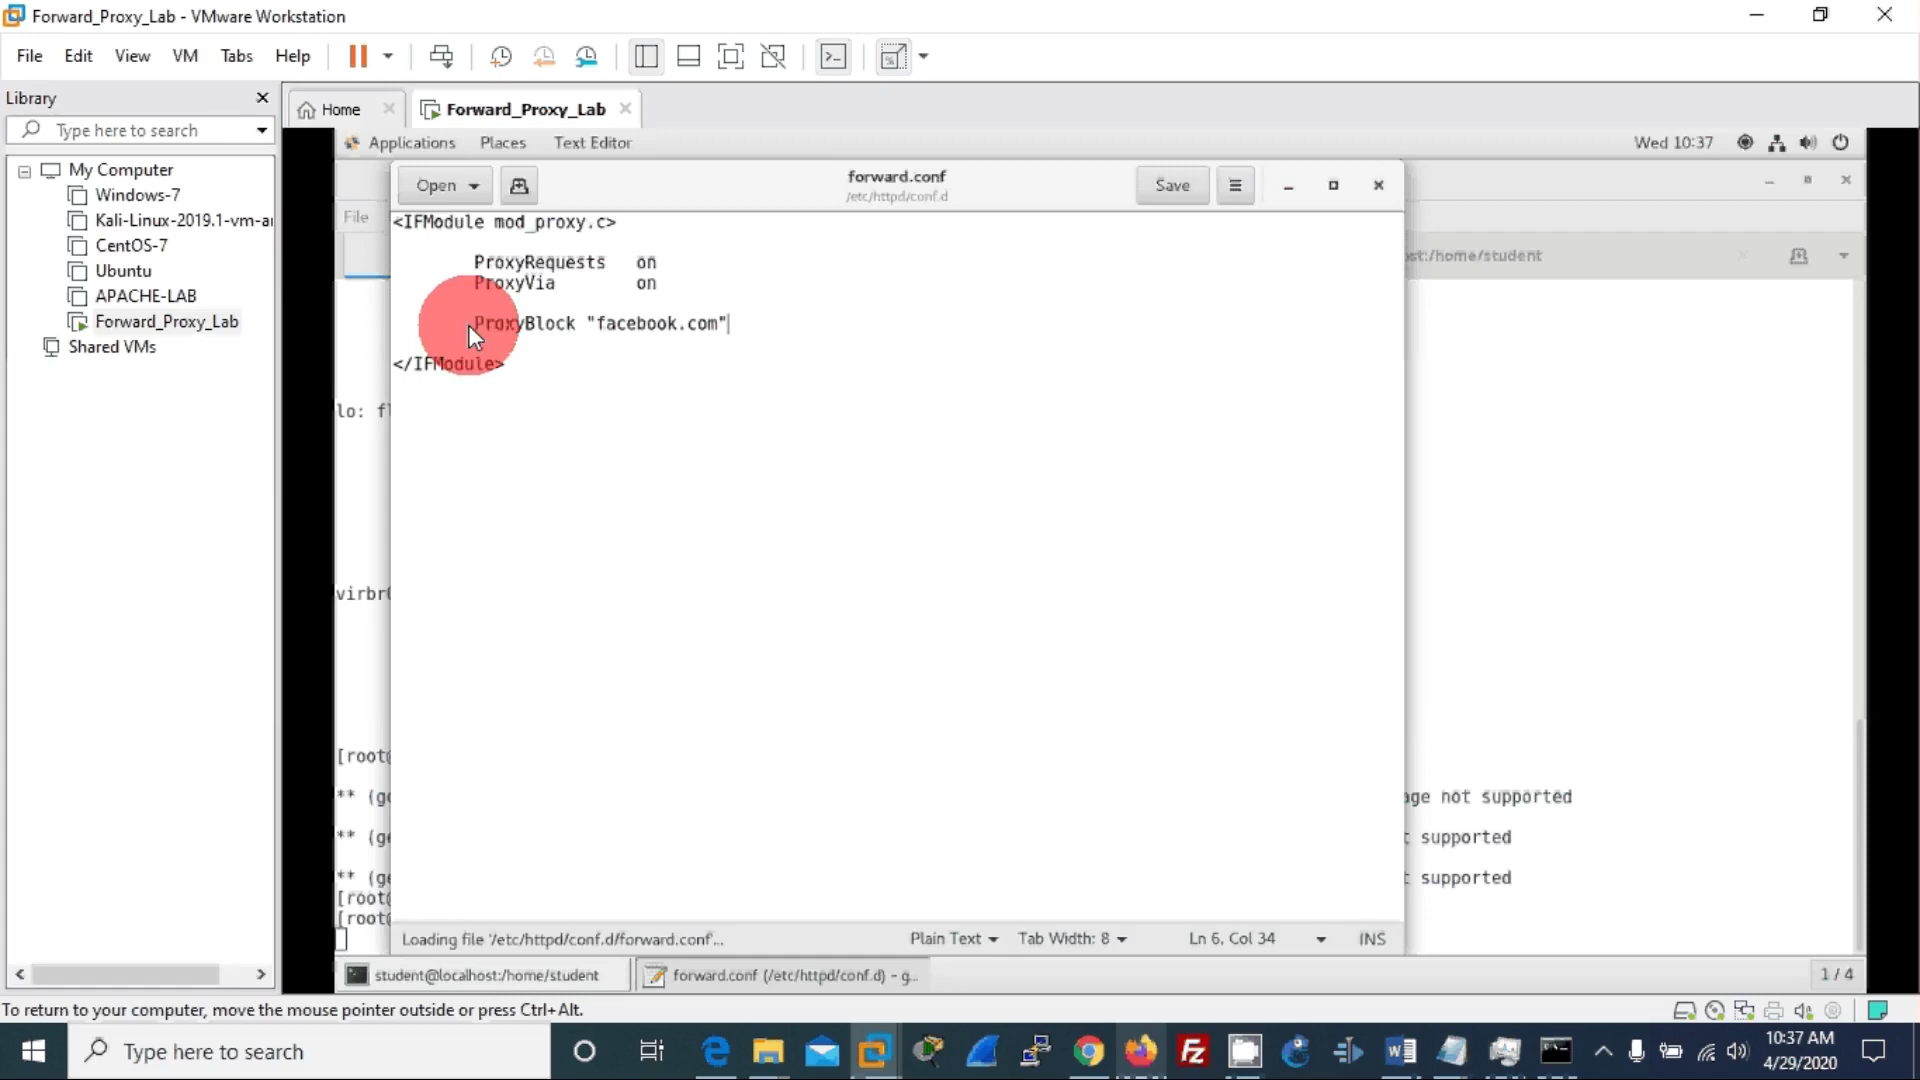 Forward_Proxy_Lab - VMware Workstation
File Edit View VM Tabs Help
Library
Type here to search
My Computer
Windows-7
Kali-Linux-2019.1-vm-a
CentOS-7
Ubuntu
APACHE-LAB
Forward_Proxy_Lab
Shared VMs
Home
Forward_Proxy_Lab
Applications Places Text Editor
Wed 10:37
Open
forward.conf
/etc/httpd/conf.d
Save
File
<IFModule mod_proxy.c>
ProxyRequests on
ProxyVia on
ProxyBlock "facebook.com"
</IFModule>
st:/home/student
lo: f
virbr
[root
** (g
age not supported
** (g
t supported
** (g
t supported
[root
[root
Loading file '/etc/httpd/conf.d/forward.conf'...
Plain Text Tab Width: 8 Ln 6, Col 34 INS
student@localhost:/home/student
forward.conf (/etc/httpd/conf.d) - g...
1 / 4
To return to your computer, move the mouse pointer outside or press Ctrl+Alt.
Type here to search
10:37 AM
4/29/2020